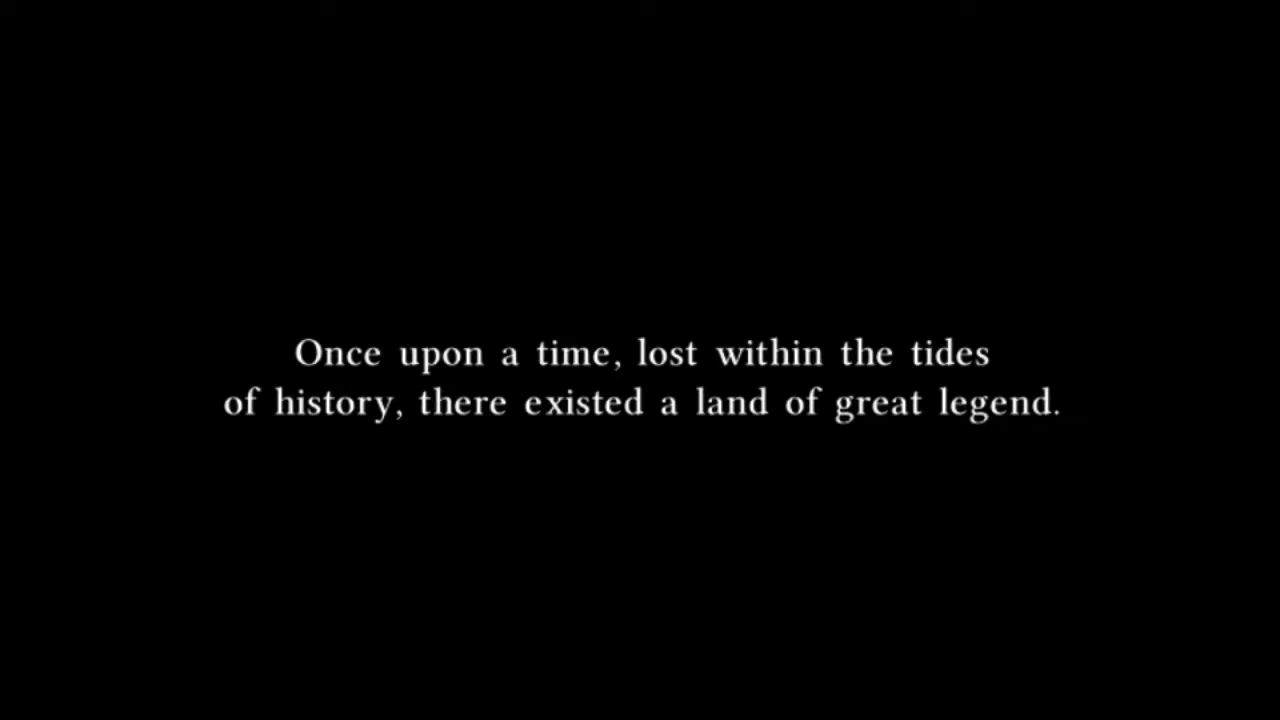 Once upon a time, lost within the tides
of history, there existed a land of great legend.